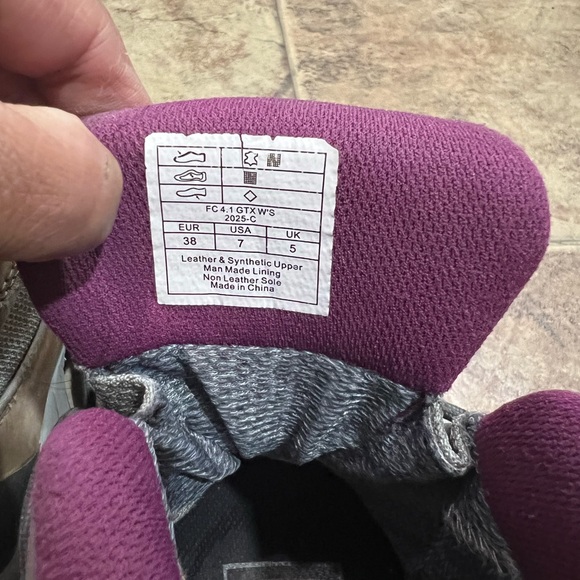 FC 4.1 GTX W'S
2025-C
EUR USA UK
38 7 5
Leather & Synthetic Upper
Man Made Lining
Non Leather Sole
Made in China